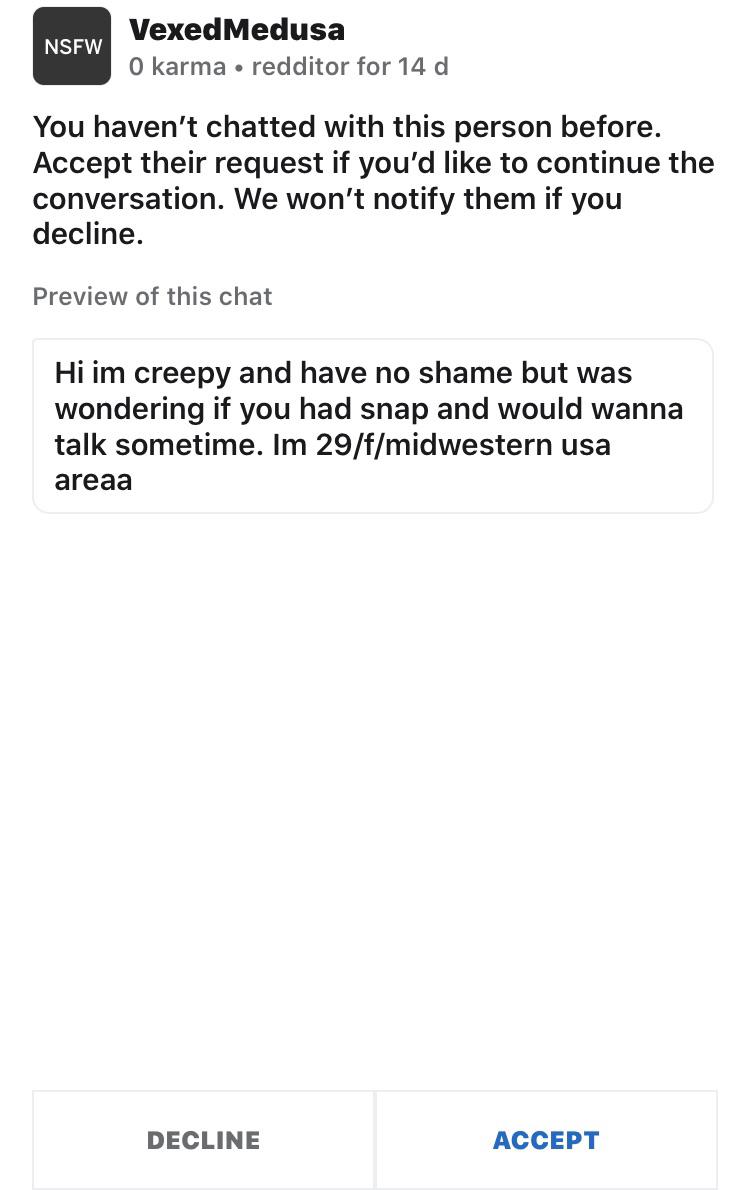 NSFW
VexedMedusa
0 karma • redditor for 14 d
You haven’t chatted with this person before.
Accept their request if you’d like to continue the
conversation. We won’t notify them if you
decline.
Preview of this chat
Hi im creepy and have no shame but was
wondering if you had snap and would wanna
talk sometime. Im 29/f/midwestern usa
areaa
DECLINE
ACCEPT